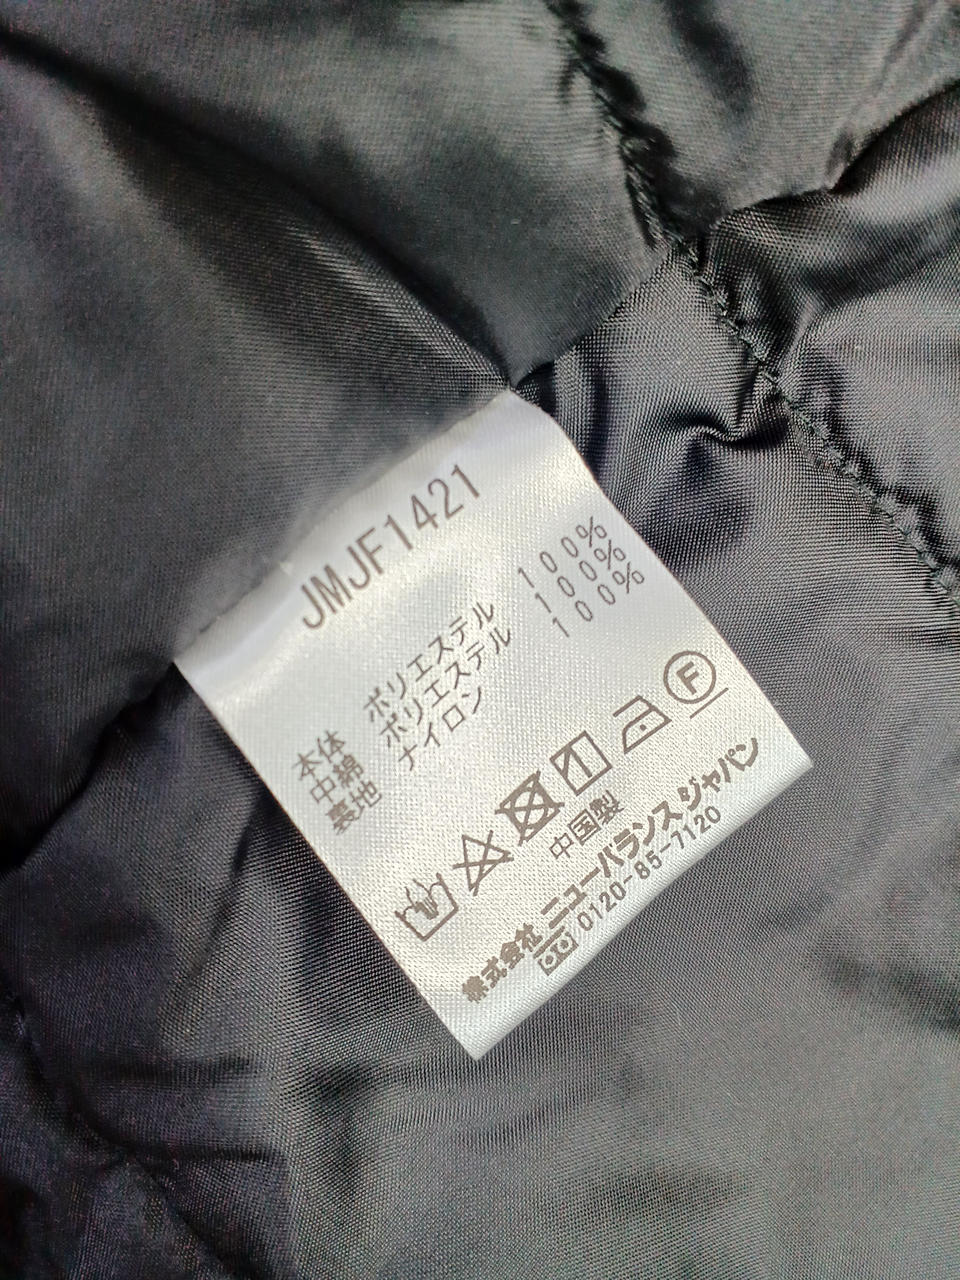 JMJF1421
本体 ポリエステル 100%
中綿 ポリエステル 100%
裏地 ナイロン 100%
F
中国製
株式会社 ニューバランスジャパン
0120-85-7120